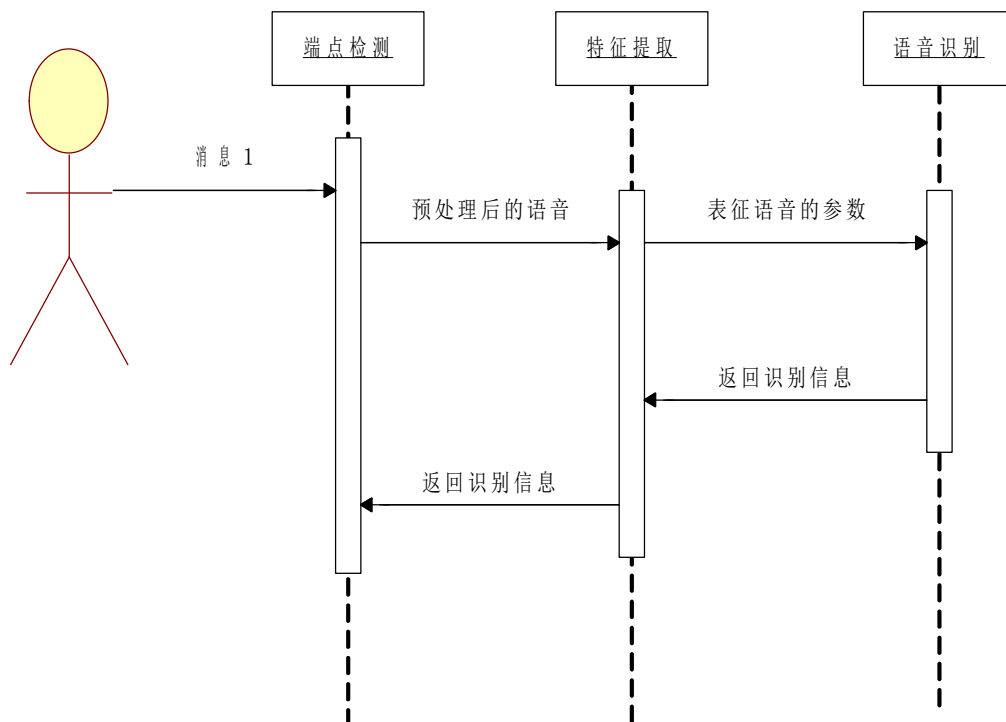 端点检测
特征提取
语音识别
消息 1
预处理后的语音
表征语音的参数
返回识别信息
返回识别信息